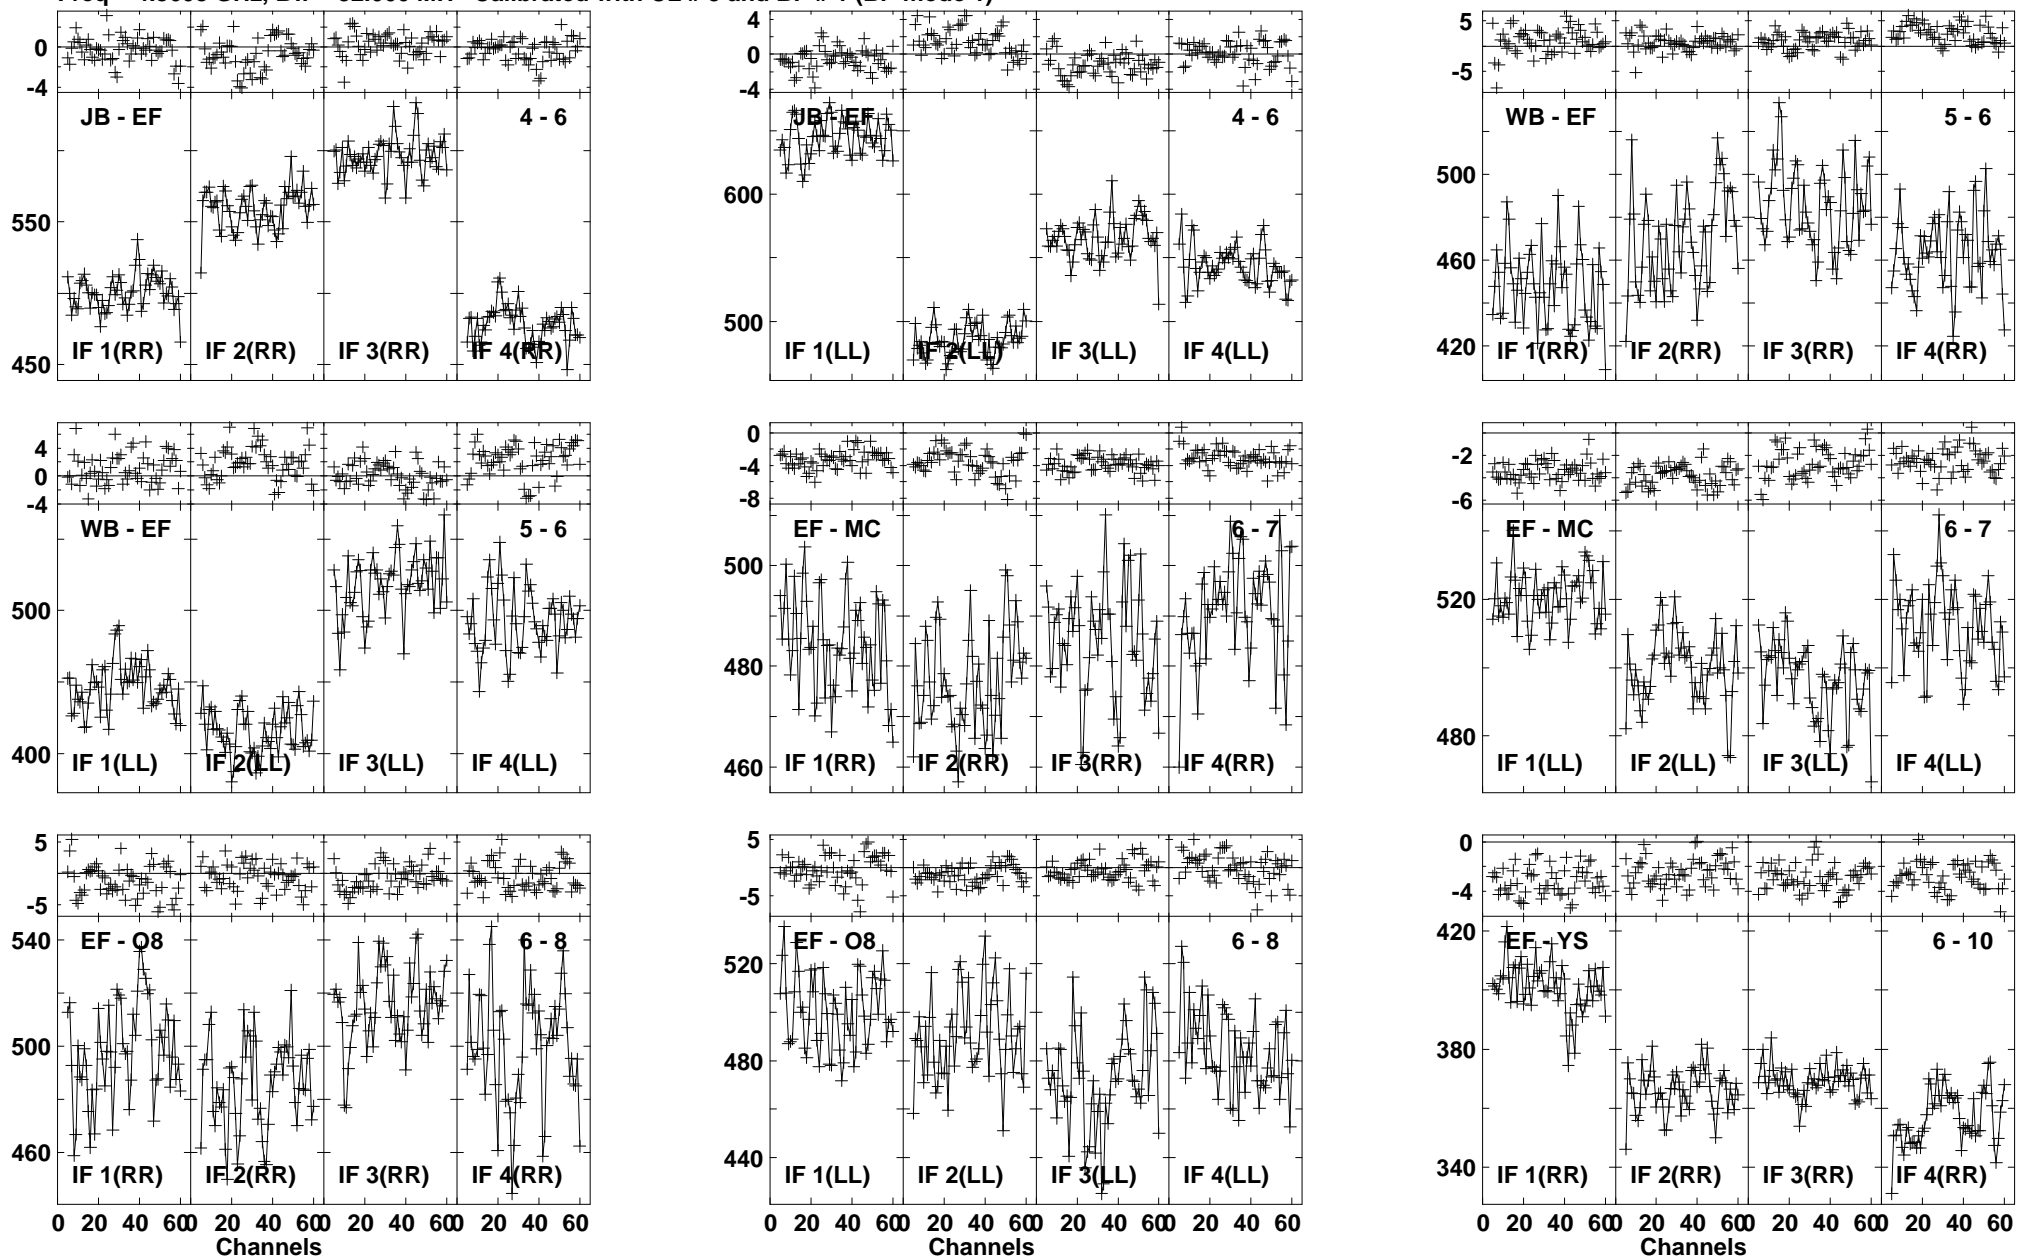 JB - EF 4 - 6
0
-4
550
450
IF 1(RR) IF 2(RR) IF 3(RR) IF 4(RR)
JB - EF 4 - 6
4
0
-4
600
500
IF 1(LL) IF 2(LL) IF 3(LL) IF 4(LL)
WB - EF 5 - 6
5
-5
500
460
420
IF 1(RR) IF 2(RR) IF 3(RR) IF 4(RR)
WB - EF 5 - 6
4
0
-4
500
400
IF 1(LL) IF 2(LL) IF 3(LL) IF 4(LL)
EF - MC 6 - 7
0
-4
-8
500
480
460
IF 1(RR) IF 2(RR) IF 3(RR) IF 4(RR)
EF - MC 6 - 7
-2
-6
520
480
IF 1(LL) IF 2(LL) IF 3(LL) IF 4(LL)
EF - O8 6 - 8
5
-5
540
500
460
IF 1(RR) IF 2(RR) IF 3(RR) IF 4(RR)
0 20 40 60 0 20 40 60 0 20 40 60 0 20 40 60
Channels
EF - O8 6 - 8
5
-5
520
480
440
IF 1(LL) IF 2(LL) IF 3(LL) IF 4(LL)
0 20 40 60 0 20 40 60 0 20 40 60 0 20 40 60
Channels
EF - YS 6 - 10
0
-4
420
380
340
IF 1(RR) IF 2(RR) IF 3(RR) IF 4(RR)
0 20 40 60 0 20 40 60 0 20 40 60 0 20 40 60
Channels